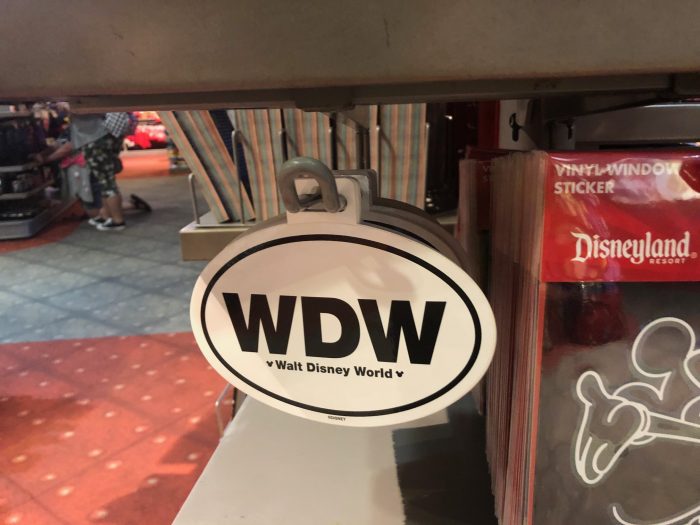 WDW
Walt Disney World
©DISNEY
VINYL WINDOW
STICKER
Disneyland
RESORT